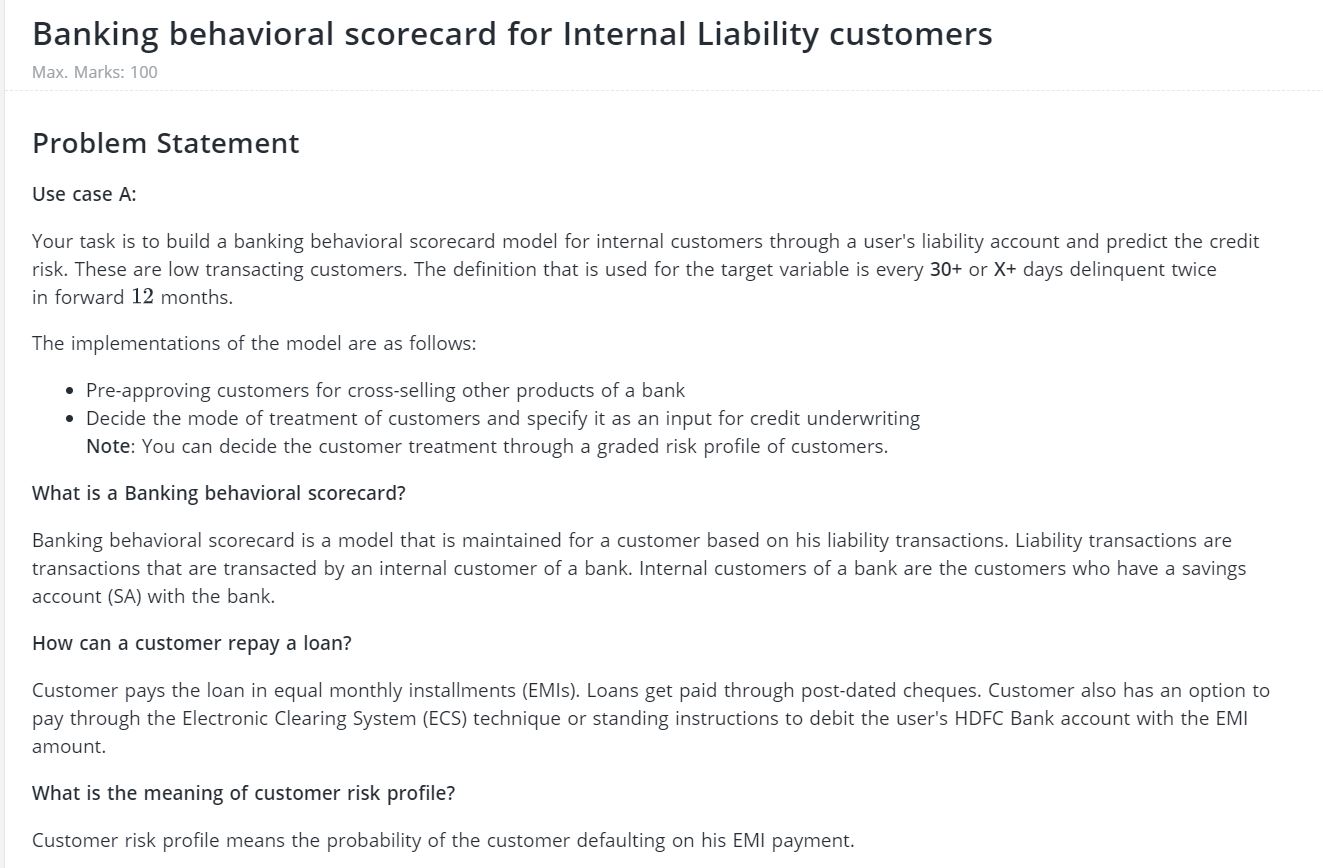 Banking behavioral scorecard for Internal Liability customers
Max. Marks: 100
Problem Statement
Use case A:
Your task is to build a banking behavioral scorecard model for internal customers through a user's liability account and predict the credit
risk. These are low transacting customers. The definition that is used for the target variable is every 30+ or X+ days delinquent twice
in forward 12 months.
The implementations of the model are as follows:
• Pre-approving customers for cross-selling other products of a bank
• Decide the mode of treatment of customers and specify it as an input for credit underwriting
Note: You can decide the customer treatment through a graded risk profile of customers.
What is a Banking behavioral scorecard?
Banking behavioral scorecard is a model that is maintained for a customer based on his liability transactions. Liability transactions are
transactions that are transacted by an internal customer of a bank. Internal customers of a bank are the customers who have a savings
account (SA) with the bank.
How can a customer repay a loan?
Customer pays the loan in equal monthly installments (EMIs). Loans get paid through post-dated cheques. Customer also has an option to
pay through the Electronic Clearing System (ECS) technique or standing instructions to debit the user's HDFC Bank account with the EMI
amount.
What is the meaning of customer risk profile?
Customer risk profile means the probability of the customer defaulting on his EMI payment.